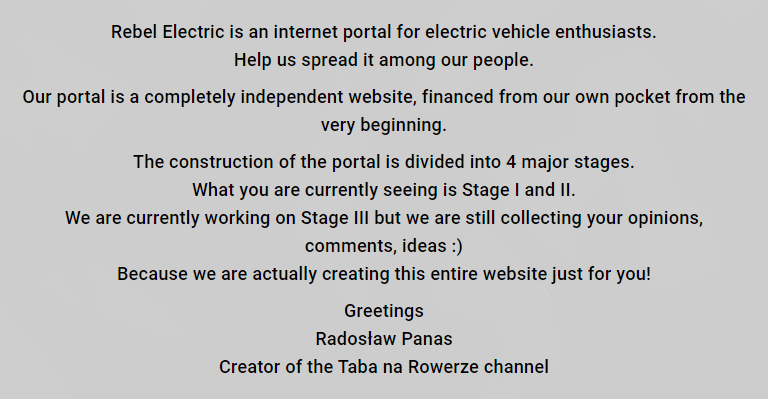 Rebel Electric is an internet portal for electric vehicle enthusiasts.
Help us spread it among our people.
Our portal is a completely independent website, financed from our own pocket from the
very beginning.
The construction of the portal is divided into 4 major stages.
What you are currently seeing is Stage I and II.
We are currently working on Stage III but we are still collecting your opinions,
comments, ideas :)
Because we are actually creating this entire website just for you!
Greetings
Radosław Panas
Creator of the Taba na Rowerze channel